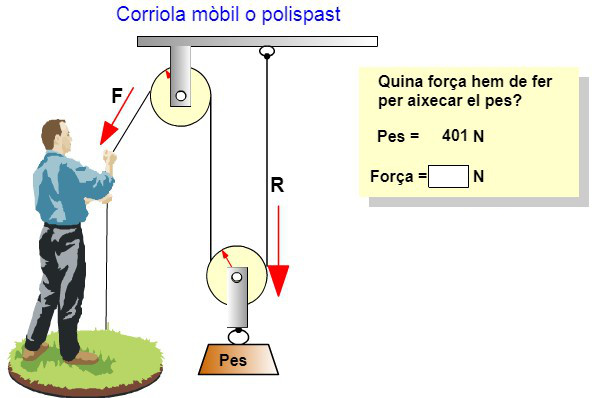 Corriola mòbil o polispast
F
R
Pes
Quina força hem de fer
per aixecar el pes?
Pes = 401 N
Força = N